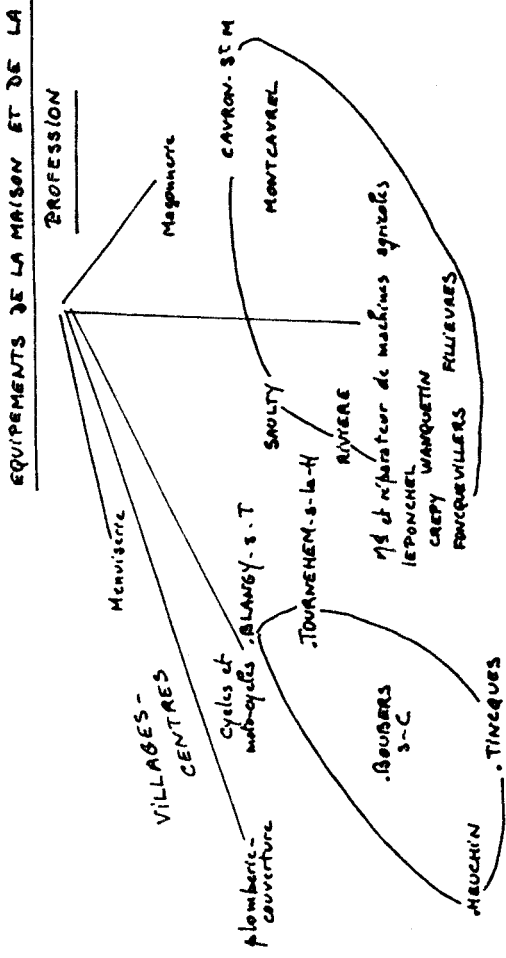 EQUIPEMENTS DE LA MAISON ET DE LA
PROFESSION
Menuiserie
Maçonnerie
VILLAGES-
CENTRES
plomberie-
couverture
Cycles et
motocycles
.BLANGY-s-T
SAULTY
CAVRON-St M
.TOURNEHEM-s-la-H
RIVIERE
MONTCAVREL
.BOUBERS
s-C
Md et réparateur de machines agricoles
LEPONCHEL
CREPY WANQUETIN
FONCQUEVILLERS FILLIEVRES
.HEUCHIN
.TINCQUES